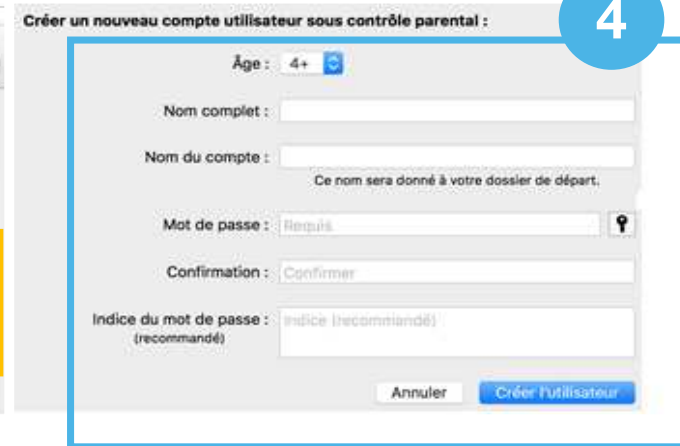 4
Créer un nouveau compte utilisateur sous contrôle parental :
Âge : 4+
Nom complet :
Nom du compte :
Ce nom sera donné à votre dossier de départ.
Mot de passe : Requis
Confirmation : Confirmer
Indice du mot de passe : Indice (recommandé)
(recommandé)
Annuler Créer l'utilisateur